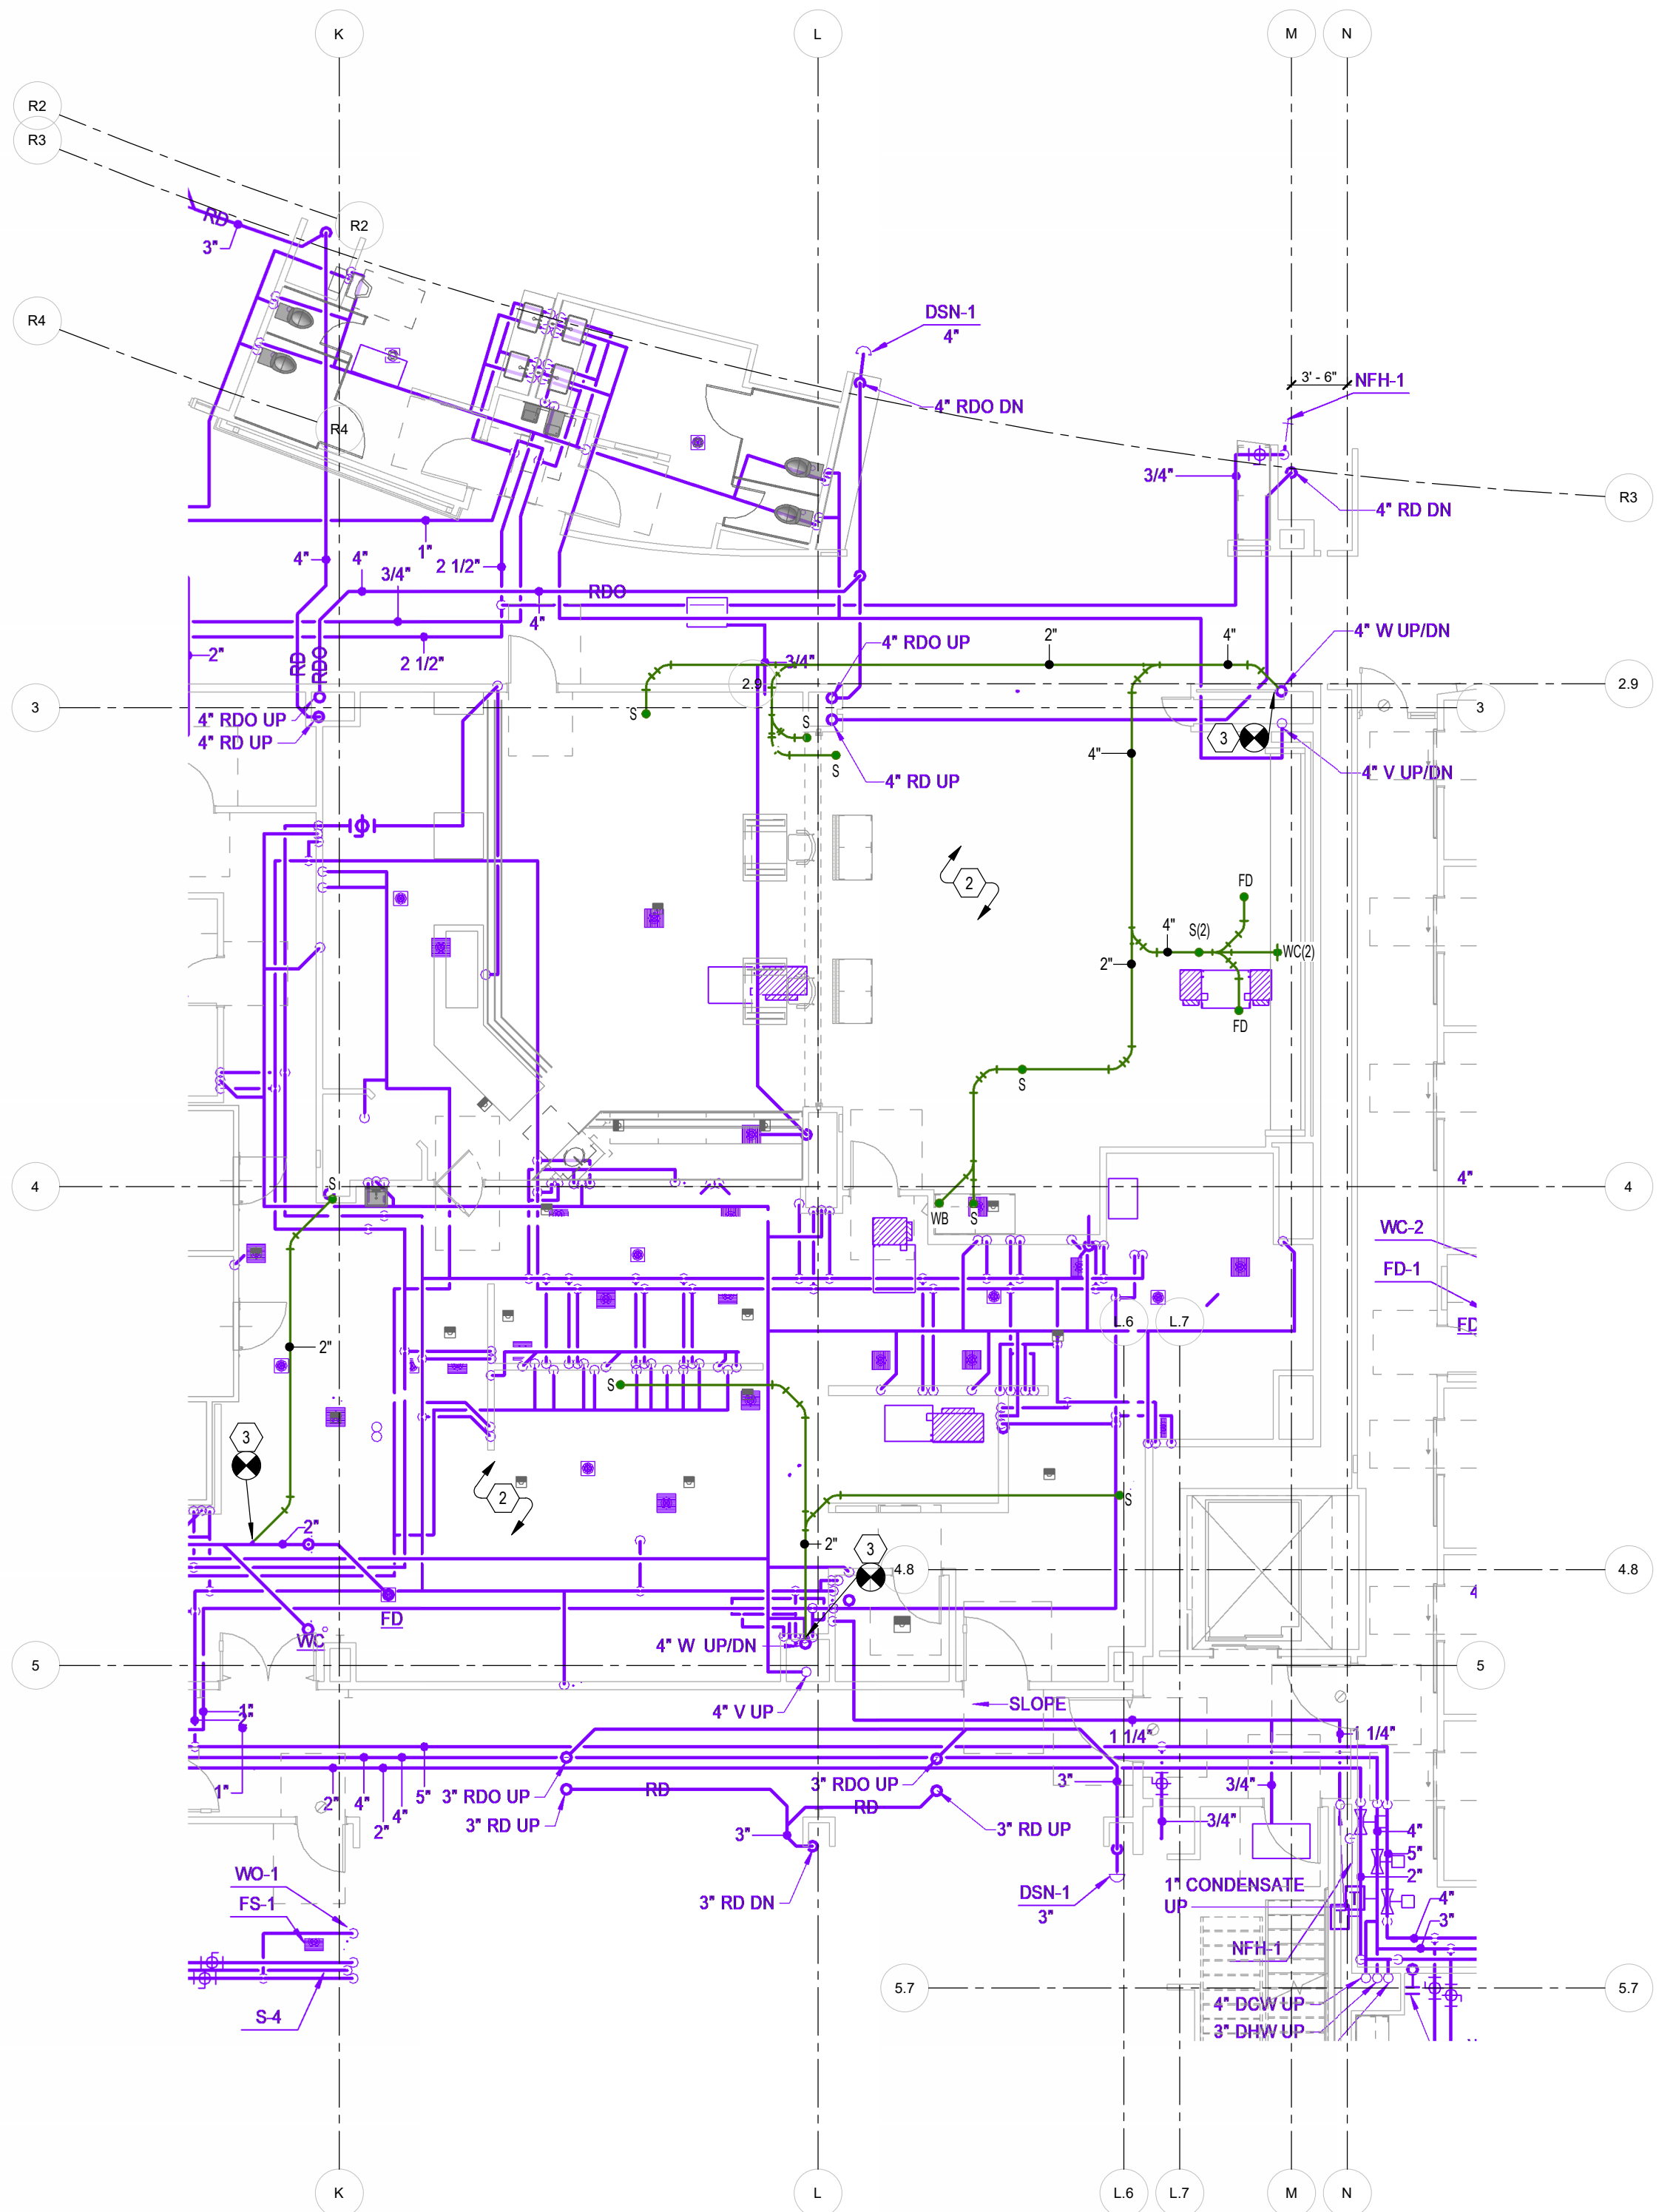 K
L
M
N
R2
R3
R2
RD
3"
R4
R4
DSN-1
4"
4" RDO DN
3' - 6"
NFH-1
3/4"
4" RD DN
R3
4"
4"
3/4"
1"
2 1/2"
RDO
4"
2"
2 1/2"
RD
RDO
3/4"
4" RDO UP
2"
4"
4" W UP/DN
2.9
2.9
3
3
4" RDO UP
4" RD UP
S
S
S
4" RD UP
4"
3
4" V UP/DN
2
FD
4"
S(2)
WC(2)
2"
FD
S
4
S
WB
S
4"
4
WC-2
FD-1
FD
L.6
L.7
2"
S
3
2
S
2"
2"
3
4.8
4.8
4
FD
WC
4" W UP/DN
5
5
4" V UP
SLOPE
1"
2"
1 1/4"
1 1/4"
1"
2"
4"
2"
4"
5"
3" RDO UP
3" RD UP
RD
3" RDO UP
RD
3"
3/4"
3"
3" RD UP
3/4"
4"
5"
2"
WO-1
FS-1
3" RD DN
DSN-1
3"
1" CONDENSATE
UP
T
T
4"
3"
NFH-1
S-4
5.7
5.7
4" DCW UP
3" DHW UP
K
L
L.6
L.7
M
N